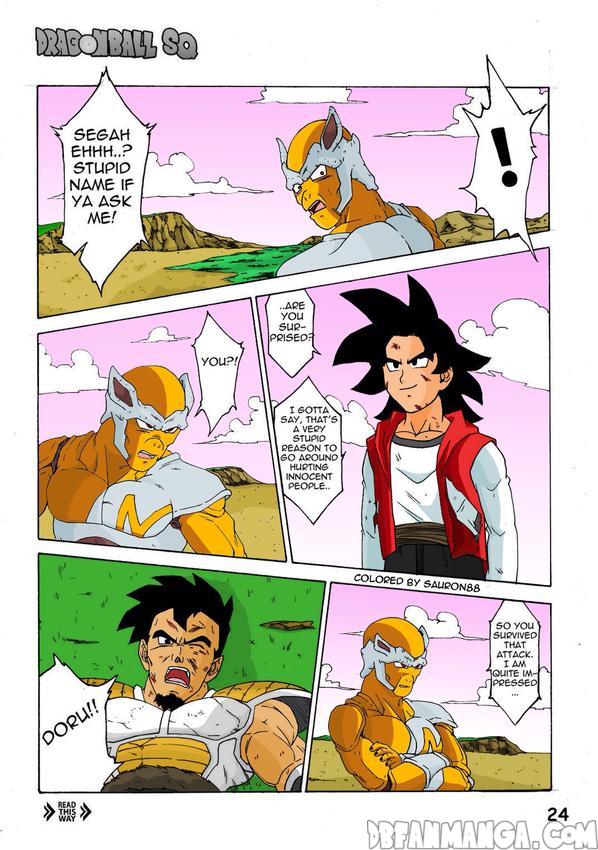 DRAGONBALL SQ
SEGAH
EHHH..?
STUPID
NAME IF
YA ASK
ME!
!
YOU?!
..ARE
YOU
SUR-
PRISED?
I GOTTA
SAY, THAT'S
A VERY
STUPID
REASON TO
GO AROUND
HURTING
INNOCENT
PEOPLE..
N
COLORED BY SAURON88
DORU!!
SO YOU
SURVIVED
THAT
ATTACK.
I AM
QUITE IM-
PRESSED
...
N
READ
THIS
WAY
24
DBFANMANGA.COM